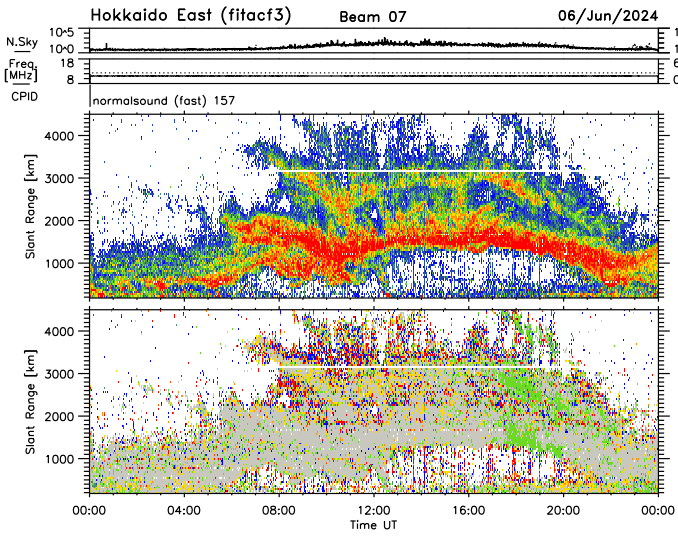 Hokkaido East (fitacf3) Beam 07 06/Jun/2024
N.Sky 10^5 10^0 1 1
Freq. [MHz] 18 8 6 0
CPID normalsound (fast) 157
Slant Range [km] 4000 3000 2000 1000
Slant Range [km] 4000 3000 2000 1000
00:00 04:00 08:00 12:00 16:00 20:00 00:00
Time UT